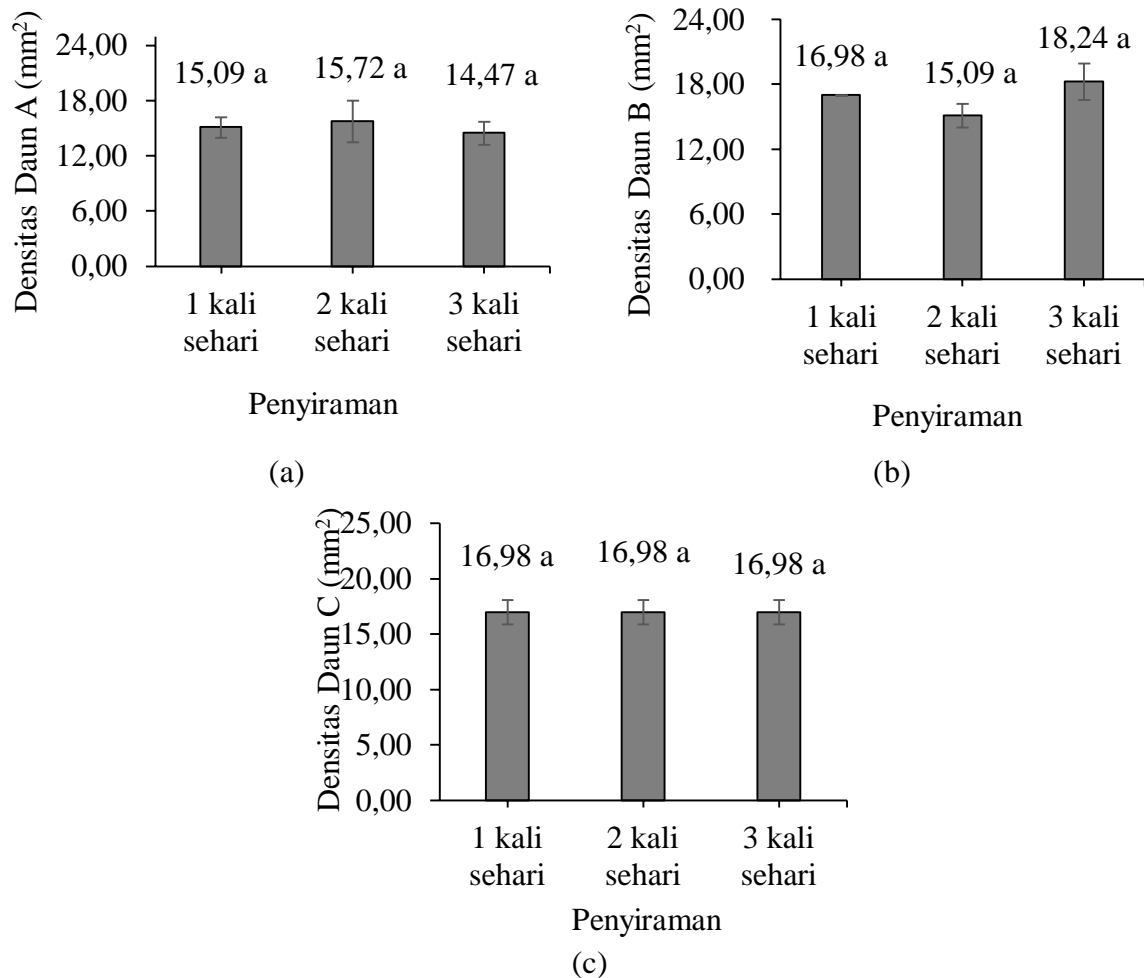 Densitas Daun A (mm²)
24,00
18,00
12,00
6,00
0,00
15,09 a
15,72 a
14,47 a
1 kali
sehari
2 kali
sehari
3 kali
sehari
Penyiraman
(a)
Densitas Daun B (mm²)
24,00
18,00
12,00
6,00
0,00
16,98 a
15,09 a
18,24 a
1 kali
sehari
2 kali
sehari
3 kali
sehari
Penyiraman
(b)
Densitas Daun C (mm²)
25,00
20,00
15,00
10,00
5,00
0,00
16,98 a
16,98 a
16,98 a
1 kali
sehari
2 kali
sehari
3 kali
sehari
Penyiraman
(c)